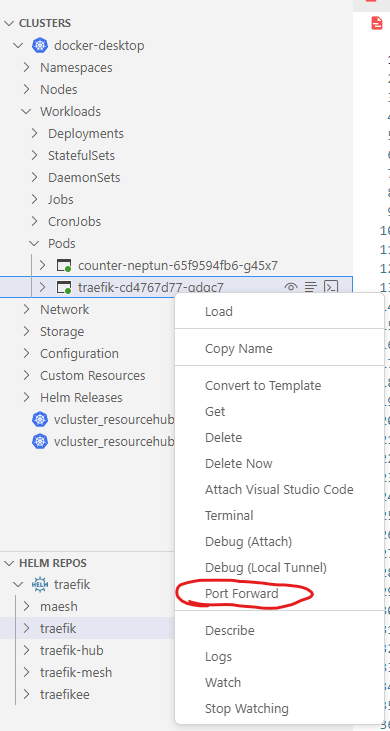 CLUSTERS
docker-desktop
Namespaces
Nodes
Workloads
Deployments
StatefulSets
DaemonSets
Jobs
CronJobs
Pods
counter-neptun-65f9594fb6-g45x7
traefik-cd4767d77-qdqc7
Network
Storage
Configuration
Custom Resources
Helm Releases
vcluster_resourcehub
vcluster_resourcehub
Load
Copy Name
Convert to Template
Get
Delete
Delete Now
Attach Visual Studio Code
Terminal
Debug (Attach)
Debug (Local Tunnel)
Port Forward
Describe
Logs
Watch
Stop Watching
HELM REPOS
HELM traefik
maesh
traefik
traefik-hub
traefik-mesh
traefikee